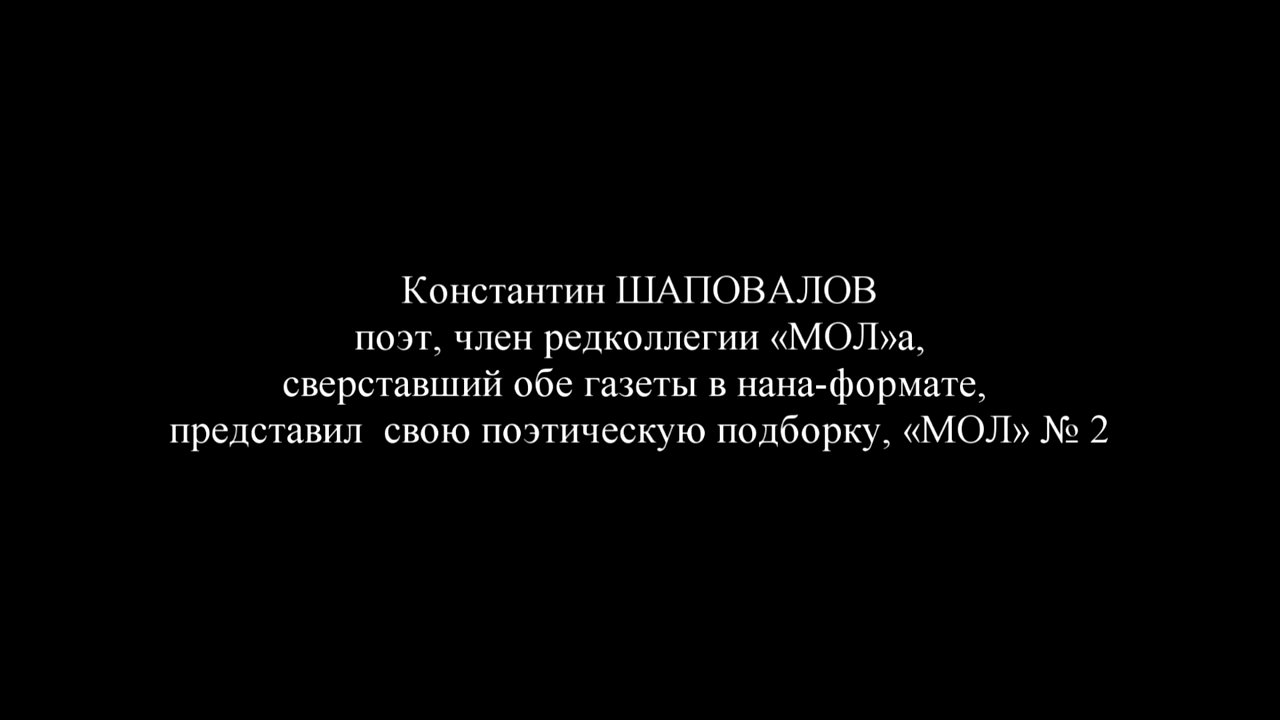 Константин ШАПОВАЛОВ
поэт, член редколлегии «МОЛ»а,
сверставший обе газеты в нана-формате,
представил  свою поэтическую подборку, «МОЛ» № 2